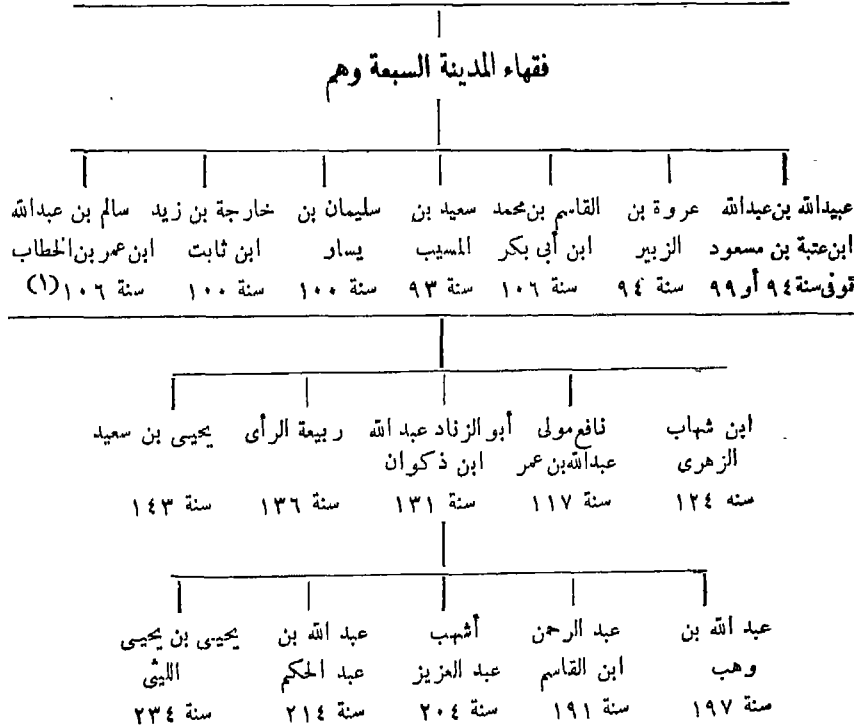 فقهاء المدينة السبعة وهم
عبيدالله بن عبدالله عروة بن القاسم بن محمد سعيد بن سليمان بن خارجة بن زيد سالم بن عبدالله
ابن عتبة بن مسعود الزبير ابن أبى بكر المسيب يسار ابن ثابت ابن عمر بن الخطاب
توفى سنة ٩٤ أو ٩٩ سنة ٩٤ سنة ١٠٦ سنة ٩٣ سنة ١٠٠ سنة ١٠٠ سنة ١٠٦ (١)
ابن شهاب نافع مولى أبو الزناد عبد الله ربيعة الرأى يحيى بن سعيد
الزهرى عبدالله بن عمر ابن ذكوان
سنه ١٢٤ سنة ١١٧ سنة ١٣١ سنة ١٣٦ سنة ١٤٣
عبد الله بن عبد الرحمن أشهب عبد الله بن يحيى بن يحيى
وهب ابن القاسم عبد العزيز عبد الحكم الليثى
سنة ١٩٧ سنة ١٩١ سنة ٢٠٤ سنة ٢١٤ سنة ٢٣٤